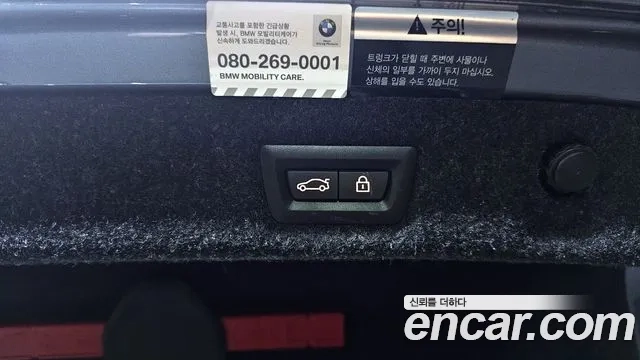 교통사고를 포함한 긴급상황
발생 시, BMW 모빌리티케어가
신속하게 도와드리겠습니다.
080-269-0001
BMW MOBILITY CARE.
주의!
트렁크가 닫힐 때 주변에 사물이나
신체의 일부를 가까이 두지 마십시오.
상해를 입을 수도 있습니다.
신뢰를 더하다
encar.com